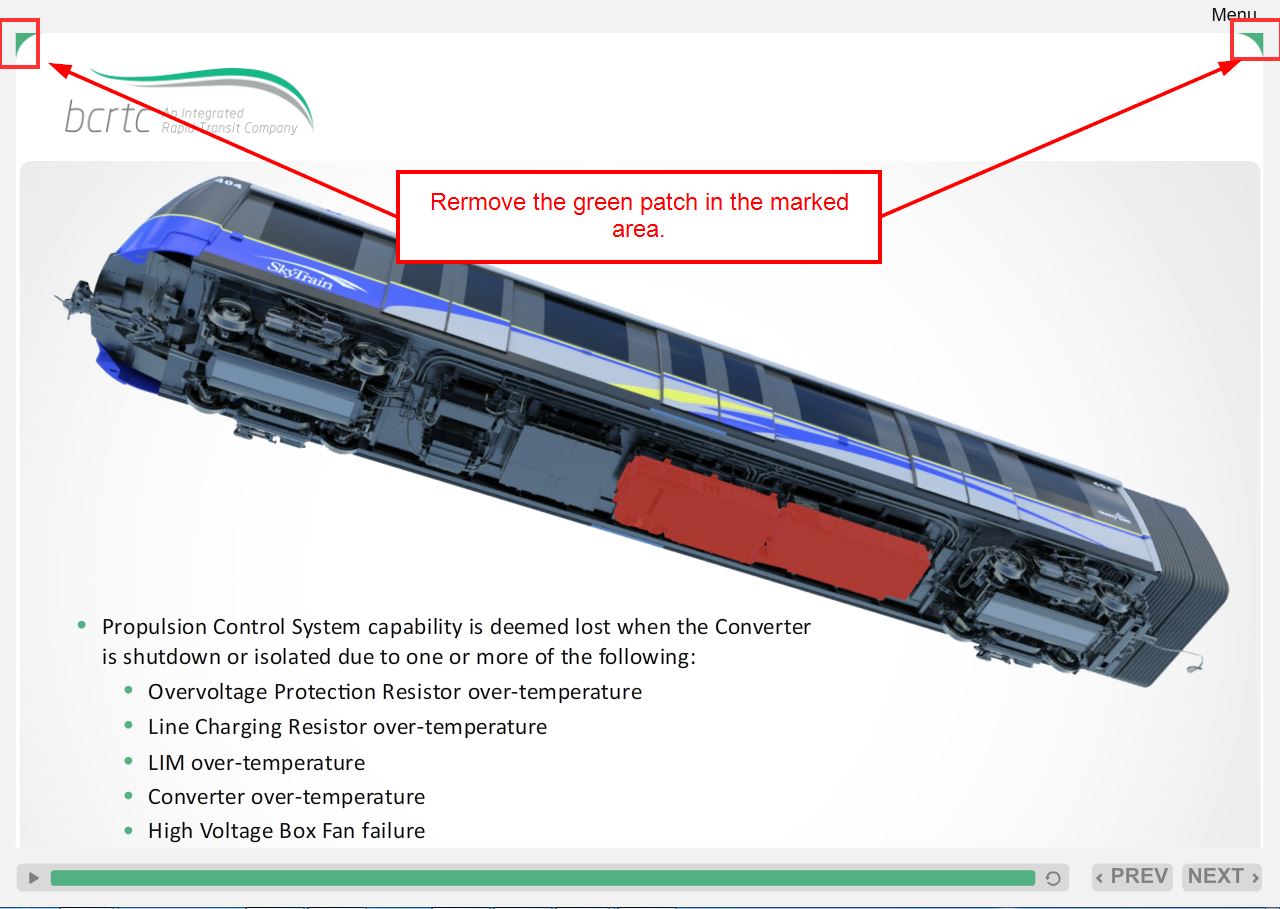 Menu
bcrtc An Integrated
Rapid Transit Company
Rermove the green patch in the marked
area.
404
SkyTrain
• Propulsion Control System capability is deemed lost when the Converter
is shutdown or isolated due to one or more of the following:
• Overvoltage Protection Resistor over-temperature
• Line Charging Resistor over-temperature
• LIM over-temperature
• Converter over-temperature
• High Voltage Box Fan failure
‹ PREV NEXT ›